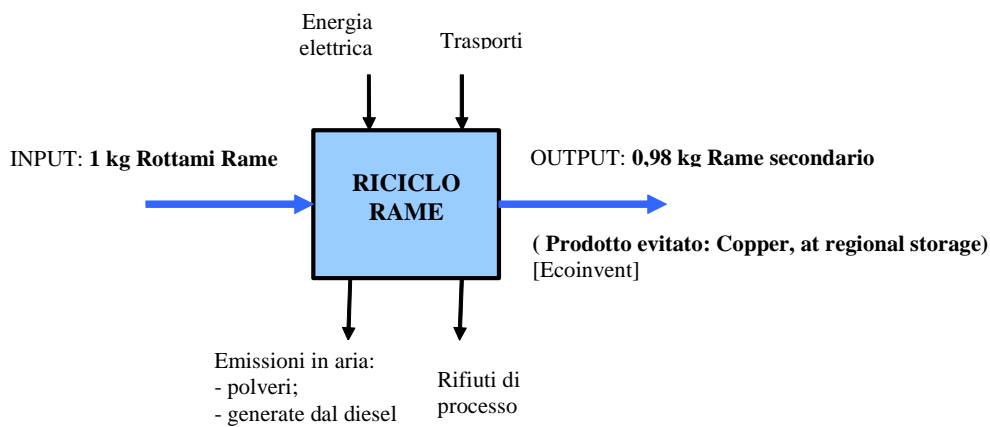 Energia
elettrica
Trasporti
INPUT: 1 kg Rottami Rame
RICICLO
RAME
OUTPUT: 0,98 kg Rame secondario
( Prodotto evitato: Copper, at regional storage)
[Ecoinvent]
Emissioni in aria:
- polveri;
- generate dal diesel
Rifiuti di
processo